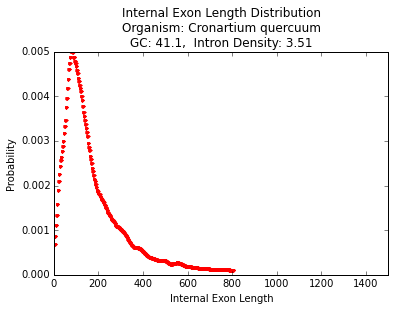 Internal Exon Length Distribution
Organism: Cronartium quercuum
GC: 41.1,  Intron Density: 3.51
0.005
0.004
0.003
0.002
0.001
0.000
Probability
0 200 400 600 800 1000 1200 1400
Internal Exon Length